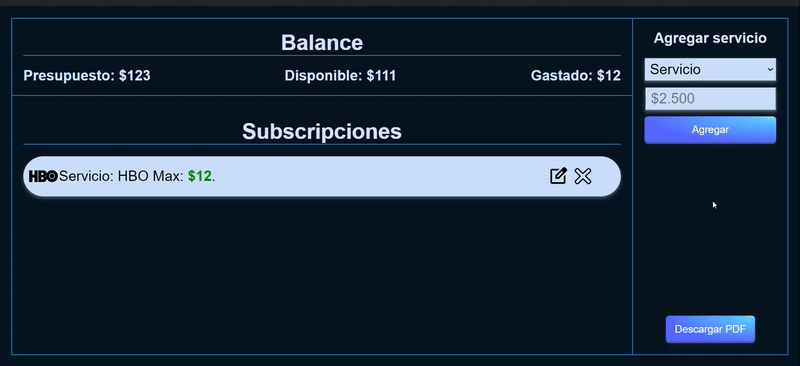 Balance
Presupuesto: $123 Disponible: $111 Gastado: $12
Subscripciones
HBO Servicio: HBO Max: $12.
Agregar servicio
Servicio
$2.500
Agregar
Descargar PDF